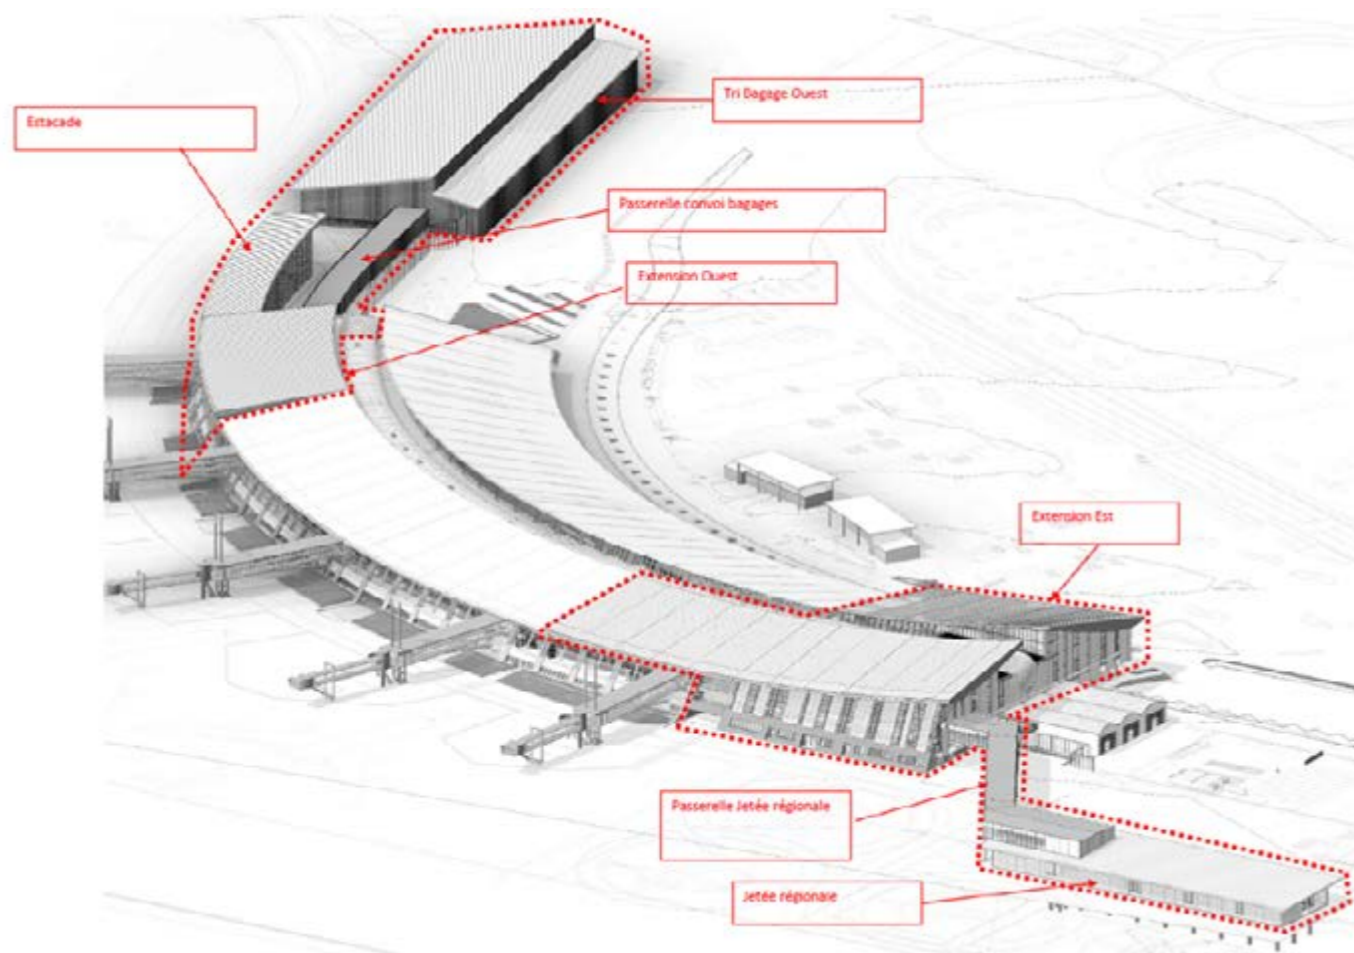 Tri Bagage Ouest
Estacade
Passerelle convoi bagages
Extension Ouest
Extension Est
Passerelle Jetée régionale
Jetée régionale